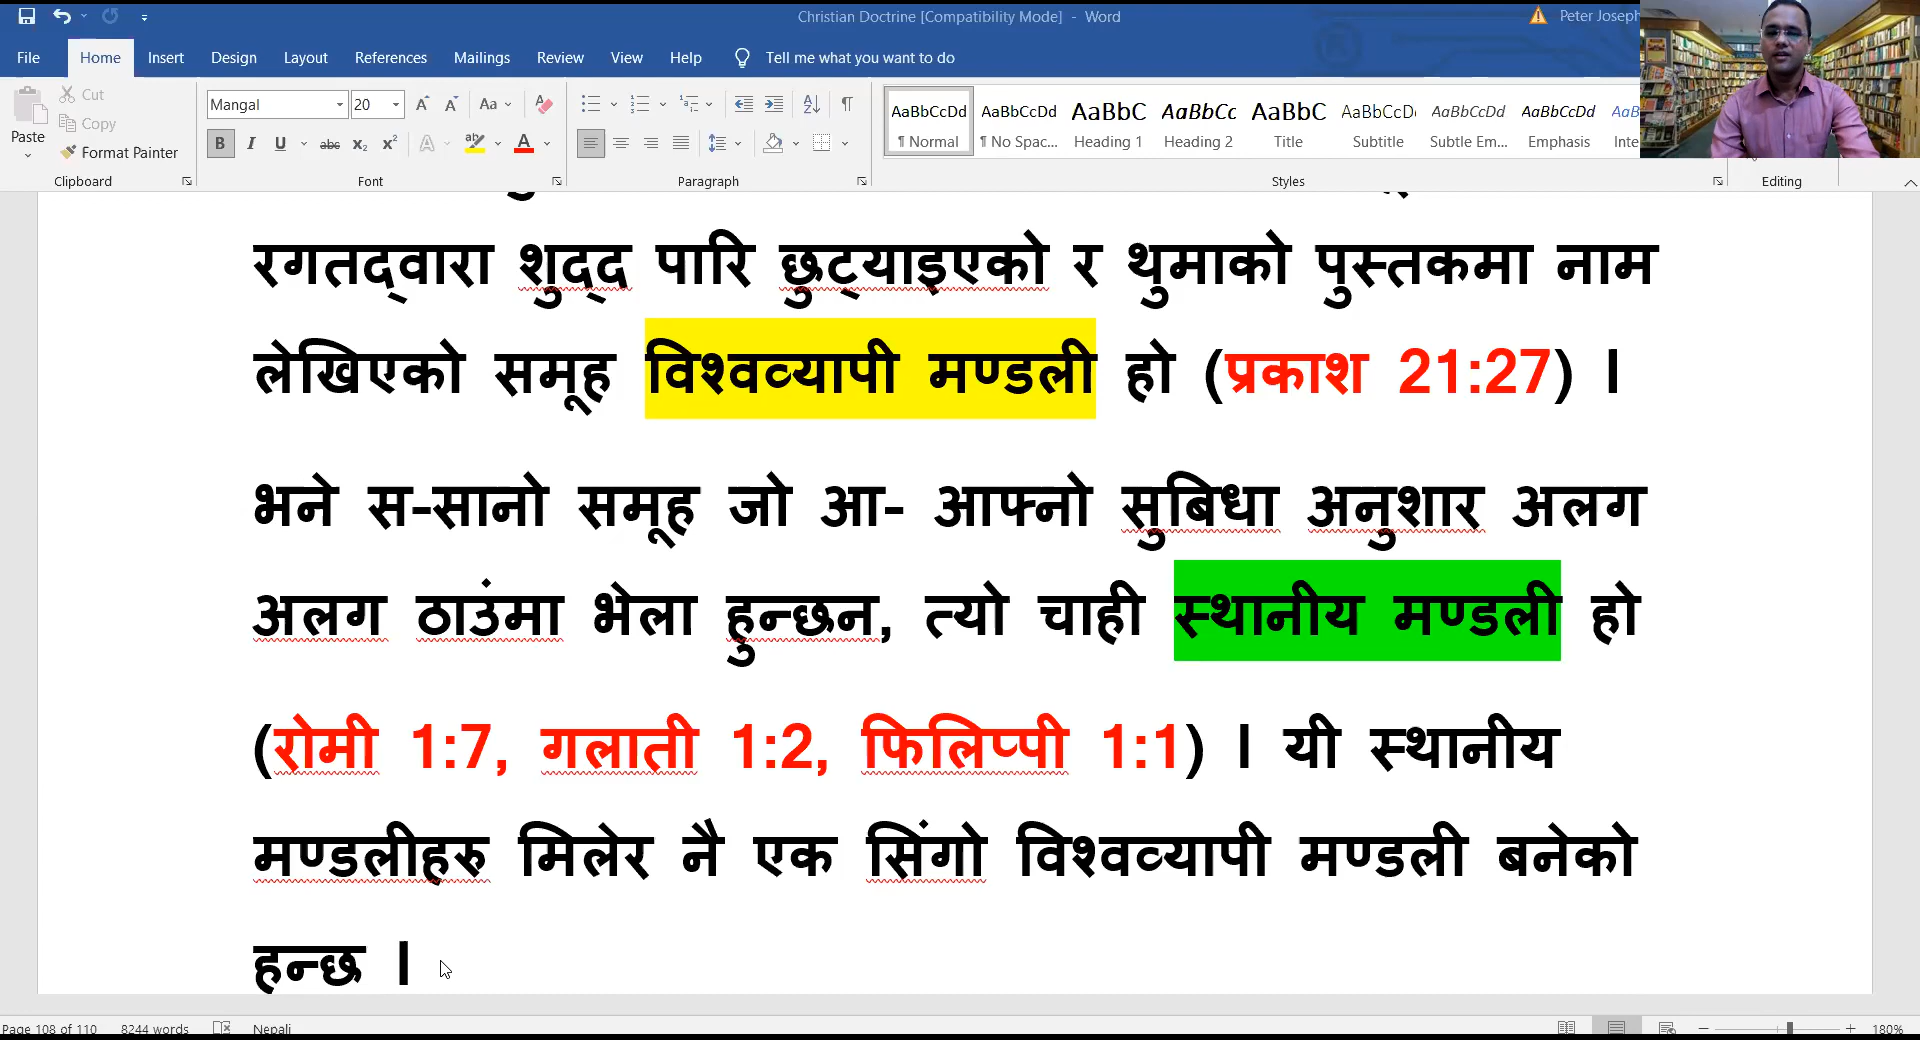 Christian Doctrine [Compatibility Mode] - Word
Peter Joseph
File Home Insert Design Layout References Mailings Review View Help Tell me what you want to do
Paste
Cut
Copy
Format Painter
Clipboard
Mangal 20
Font
Paragraph
AaBbCcDd AaBbCcDd AaBbC AaBbCc AaBbC AaBbCcD AaBbCcDd AaBbCcDd
¶ Normal ¶ No Spac... Heading 1 Heading 2 Title Subtitle Subtle Em... Emphasis
Styles
Editing
रगतद्वारा शुद्द पारि छुट्याइएको र थुमाको पुस्तकमा नाम
लेखिएको समूह विश्वव्यापी मण्डली हो (प्रकाश 21:27) ।
भने स-सानो समूह जो आ- आफ्नो सुबिधा अनुशार अलग
अलग ठाउंमा भेला हुन्छन, त्यो चाही स्थानीय मण्डली हो
(रोमी 1:7, गलाती 1:2, फिलिप्पी 1:1) । यी स्थानीय
मण्डलीहरु मिलेर नै एक सिंगो विश्वव्यापी मण्डली बनेको
हन्छ ।
Page 108 of 110 8244 words Nepali 180%